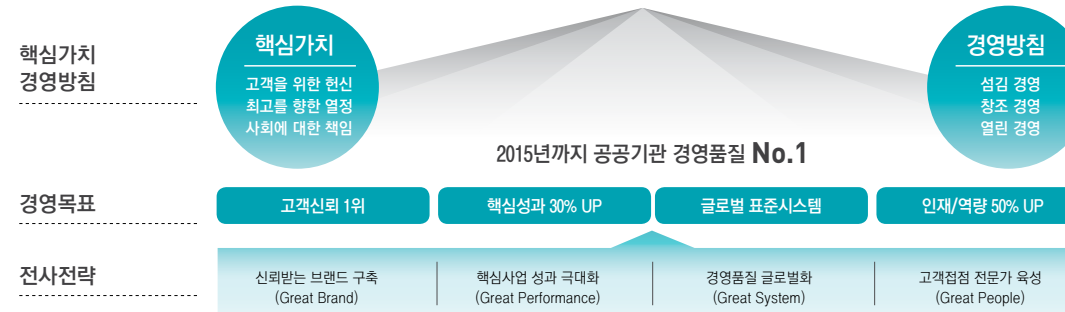 핵심가치
경영방침
핵심가치
고객을 위한 헌신
최고를 향한 열정
사회에 대한 책임
경영방침
섬김 경영
창조 경영
열린 경영
2015년까지 공공기관 경영품질 No.1
경영목표
고객신뢰 1위
핵심성과 30% UP
글로벌 표준시스템
인재/역량 50% UP
전사전략
신뢰받는 브랜드 구축
(Great Brand)
핵심사업 성과 극대화
(Great Performance)
경영품질 글로벌화
(Great System)
고객접점 전문가 육성
(Great People)